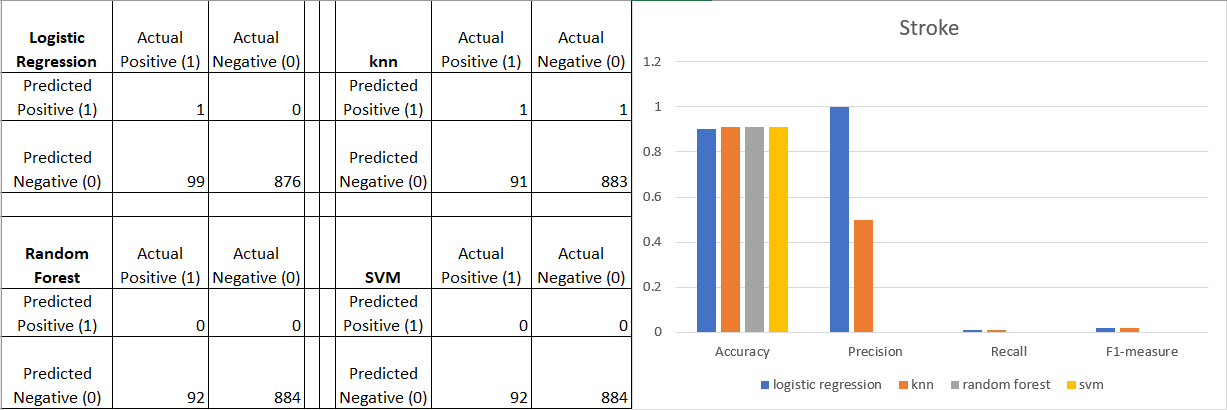 Logistic Regression
Actual Positive (1)
Actual Negative (0)
knn
Actual Positive (1)
Actual Negative (0)
Predicted Positive (1)
1
0
Predicted Positive (1)
1
1
Predicted Negative (0)
99
876
Predicted Negative (0)
91
883
Random Forest
Actual Positive (1)
Actual Negative (0)
SVM
Actual Positive (1)
Actual Negative (0)
Predicted Positive (1)
0
0
Predicted Positive (1)
0
0
Predicted Negative (0)
92
884
Predicted Negative (0)
92
884
Stroke
1.2
1
0.8
0.6
0.4
0.2
0
Accuracy
Precision
Recall
F1-measure
logistic regression
knn
random forest
svm